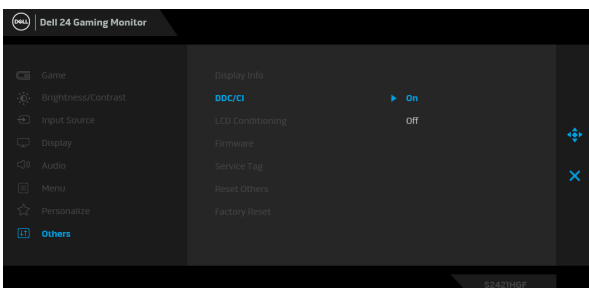 DELL Dell 24 Gaming Monitor
Game
Brightness/Contrast
Input Source
Display
Audio
Menu
Personalize
Others
Display Info
DDC/CI On
LCD Conditioning Off
Firmware
Service Tag
Reset Others
Factory Reset
S2421HGF